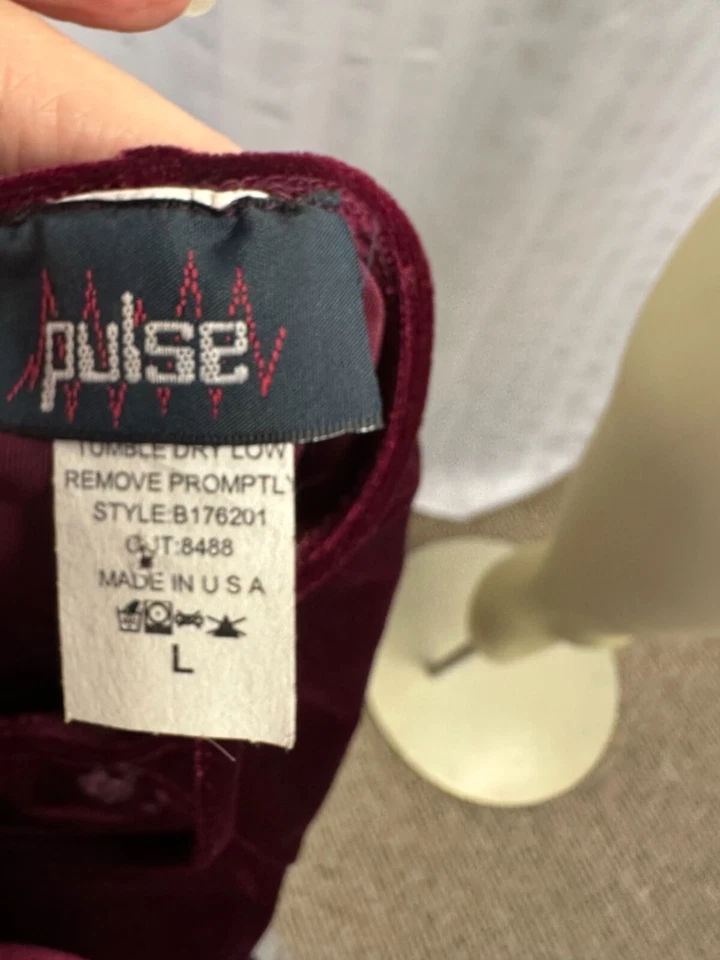 pulse
TUMBLE DRY LOW
REMOVE PROMPTLY
STYLE:B176201
CUT:8488
MADE IN U S A
L